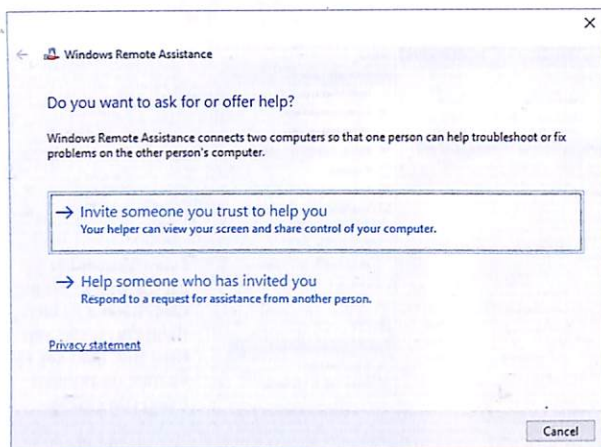 Windows Remote Assistance
Do you want to ask for or offer help?
Windows Remote Assistance connects two computers so that one person can help troubleshoot or fix
problems on the other person's computer.
→ Invite someone you trust to help you
Your helper can view your screen and share control of your computer.
→ Help someone who has invited you
Respond to a request for assistance from another person.
Privacy statement
Cancel